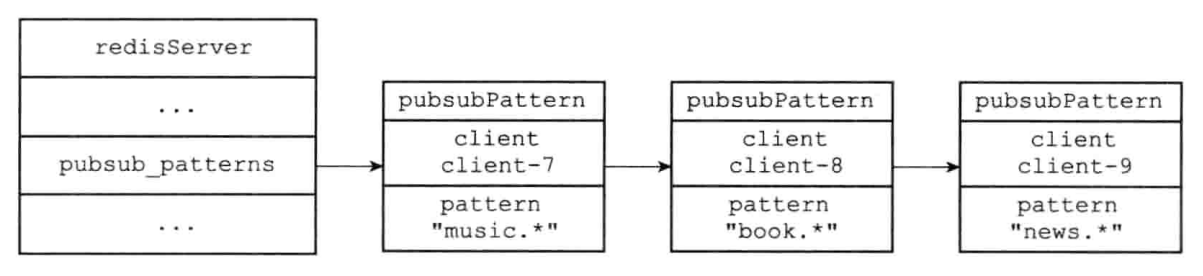 redisServer
...
pubsub_patterns
...
pubsubPattern
client
client-7
pattern
"music.*"
pubsubPattern
client
client-8
pattern
"book.*"
pubsubPattern
client
client-9
pattern
"news.*"